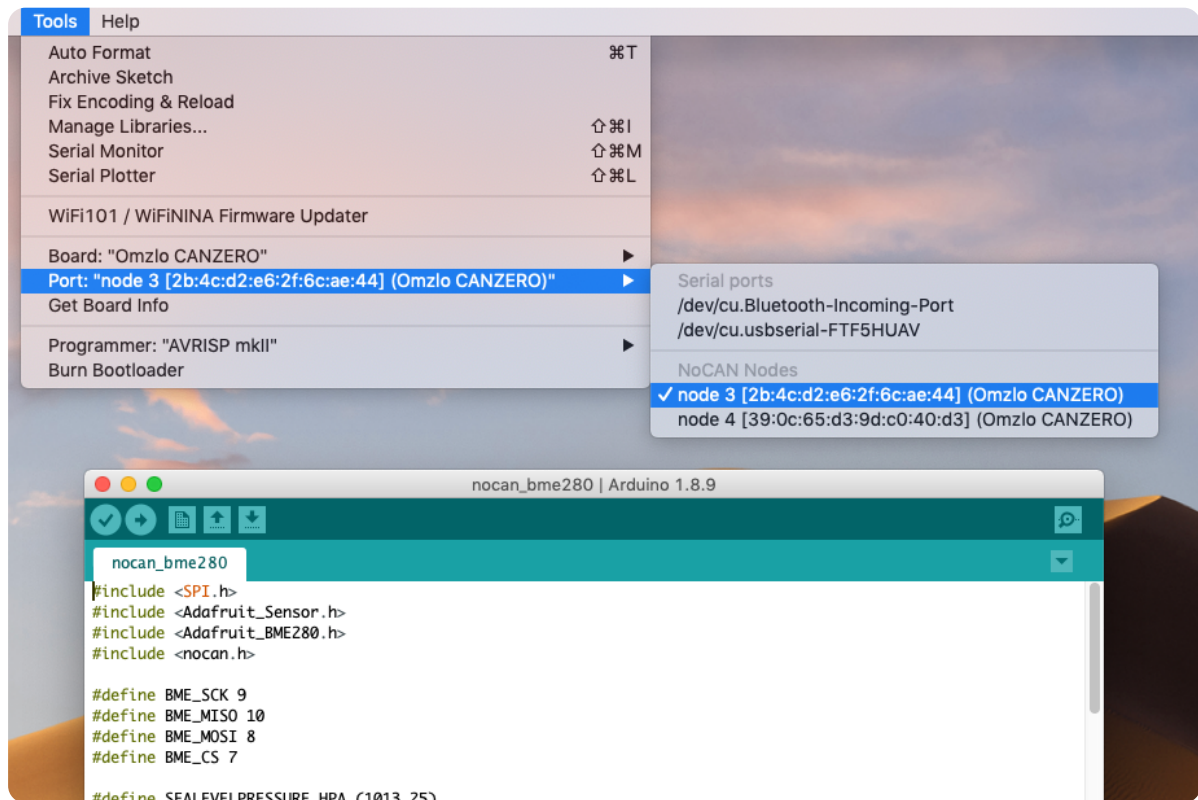 Tools Help
Auto Format ⌘T
Archive Sketch
Fix Encoding & Reload
Manage Libraries... ⇧⌘I
Serial Monitor ⇧⌘M
Serial Plotter ⇧⌘L
WiFi101 / WiFiNINA Firmware Updater
Board: "Omzlo CANZERO" ▶
Port: "node 3 [2b:4c:d2:e6:2f:6c:ae:44] (Omzlo CANZERO)" ▶
Get Board Info
Programmer: "AVRISP mkII" ▶
Burn Bootloader
Serial ports
/dev/cu.Bluetooth-Incoming-Port
/dev/cu.usbserial-FTF5HUAV
NoCAN Nodes
✓ node 3 [2b:4c:d2:e6:2f:6c:ae:44] (Omzlo CANZERO)
node 4 [39:0c:65:d3:9d:c0:40:d3] (Omzlo CANZERO)
nocan_bme280 | Arduino 1.8.9
nocan_bme280
#include <SPI.h>
#include <Adafruit_Sensor.h>
#include <Adafruit_BME280.h>
#include <nocan.h>
#define BME_SCK 9
#define BME_MISO 10
#define BME_MOSI 8
#define BME_CS 7
#define SEALEVELPRESSURE_HPA (1013.25)